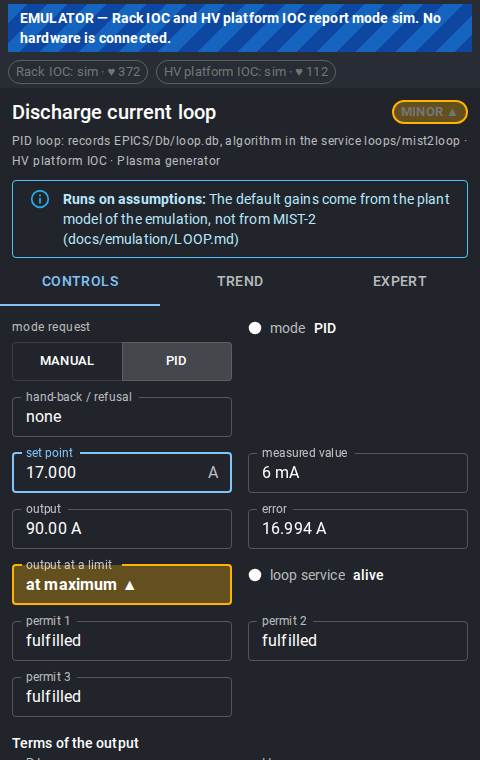 EMULATOR — Rack IOC and HV platform IOC report mode sim. No
hardware is connected.
Rack IOC: sim · ♥ 372
HV platform IOC: sim · ♥ 112
Discharge current loop
MINOR ▲
PID loop: records EPICS/Db/loop.db, algorithm in the service loops/mist2loop ·
HV platform IOC · Plasma generator
Runs on assumptions: The default gains come from the plant
model of the emulation, not from MIST-2
(docs/emulation/LOOP.md)
CONTROLS
TREND
EXPERT
mode request
mode PID
MANUAL
PID
hand-back / refusal
none
set point
17.000 A
measured value
6 mA
output
90.00 A
error
16.994 A
output at a limit
at maximum ▲
loop service alive
permit 1
fulfilled
permit 2
fulfilled
permit 3
fulfilled
Terms of the output